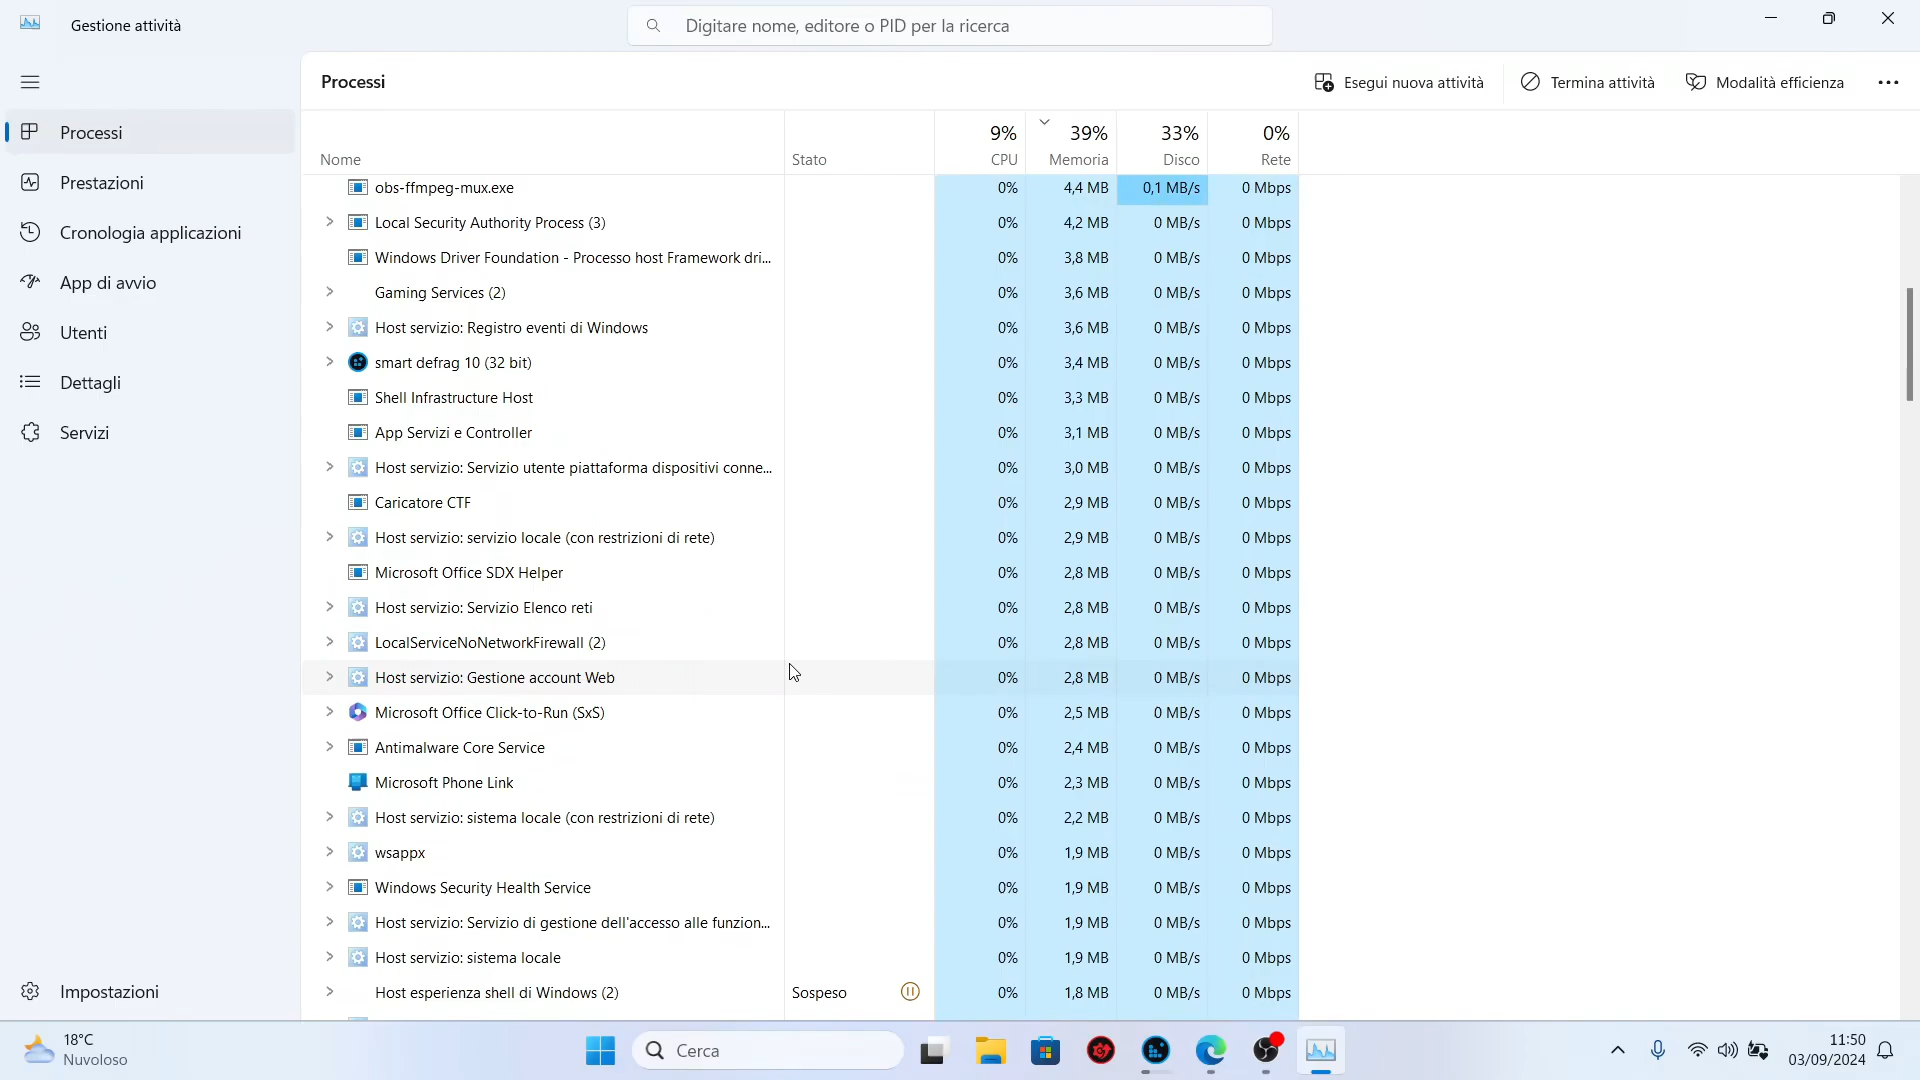 Gestione attività
Digitare nome, editore o PID per la ricerca
Processi
Esegui nuova attività
Termina attività
Modalità efficienza
Processi
Prestazioni
Cronologia applicazioni
App di avvio
Utenti
Dettagli
Servizi
Impostazioni
9% 39% 33% 0%
Nome Stato CPU Memoria Disco Rete
obs-ffmpeg-mux.exe 0% 4,4 MB 0,1 MB/s 0 Mbps
Local Security Authority Process (3) 0% 4,2 MB 0 MB/s 0 Mbps
Windows Driver Foundation - Processo host Framework dri... 0% 3,8 MB 0 MB/s 0 Mbps
Gaming Services (2) 0% 3,6 MB 0 MB/s 0 Mbps
Host servizio: Registro eventi di Windows 0% 3,6 MB 0 MB/s 0 Mbps
smart defrag 10 (32 bit) 0% 3,4 MB 0 MB/s 0 Mbps
Shell Infrastructure Host 0% 3,3 MB 0 MB/s 0 Mbps
App Servizi e Controller 0% 3,1 MB 0 MB/s 0 Mbps
Host servizio: Servizio utente piattaforma dispositivi conne... 0% 3,0 MB 0 MB/s 0 Mbps
Caricatore CTF 0% 2,9 MB 0 MB/s 0 Mbps
Host servizio: servizio locale (con restrizioni di rete) 0% 2,9 MB 0 MB/s 0 Mbps
Microsoft Office SDX Helper 0% 2,8 MB 0 MB/s 0 Mbps
Host servizio: Servizio Elenco reti 0% 2,8 MB 0 MB/s 0 Mbps
LocalServiceNoNetworkFirewall (2) 0% 2,8 MB 0 MB/s 0 Mbps
Host servizio: Gestione account Web 0% 2,8 MB 0 MB/s 0 Mbps
Microsoft Office Click-to-Run (SxS) 0% 2,5 MB 0 MB/s 0 Mbps
Antimalware Core Service 0% 2,4 MB 0 MB/s 0 Mbps
Microsoft Phone Link 0% 2,3 MB 0 MB/s 0 Mbps
Host servizio: sistema locale (con restrizioni di rete) 0% 2,2 MB 0 MB/s 0 Mbps
wsappx 0% 1,9 MB 0 MB/s 0 Mbps
Windows Security Health Service 0% 1,9 MB 0 MB/s 0 Mbps
Host servizio: Servizio di gestione dell'accesso alle funzion... 0% 1,9 MB 0 MB/s 0 Mbps
Host servizio: sistema locale 0% 1,9 MB 0 MB/s 0 Mbps
Host esperienza shell di Windows (2) Sospeso 0% 1,8 MB 0 MB/s 0 Mbps
18°C
Nuvoloso
Cerca
11:50
03/09/2024